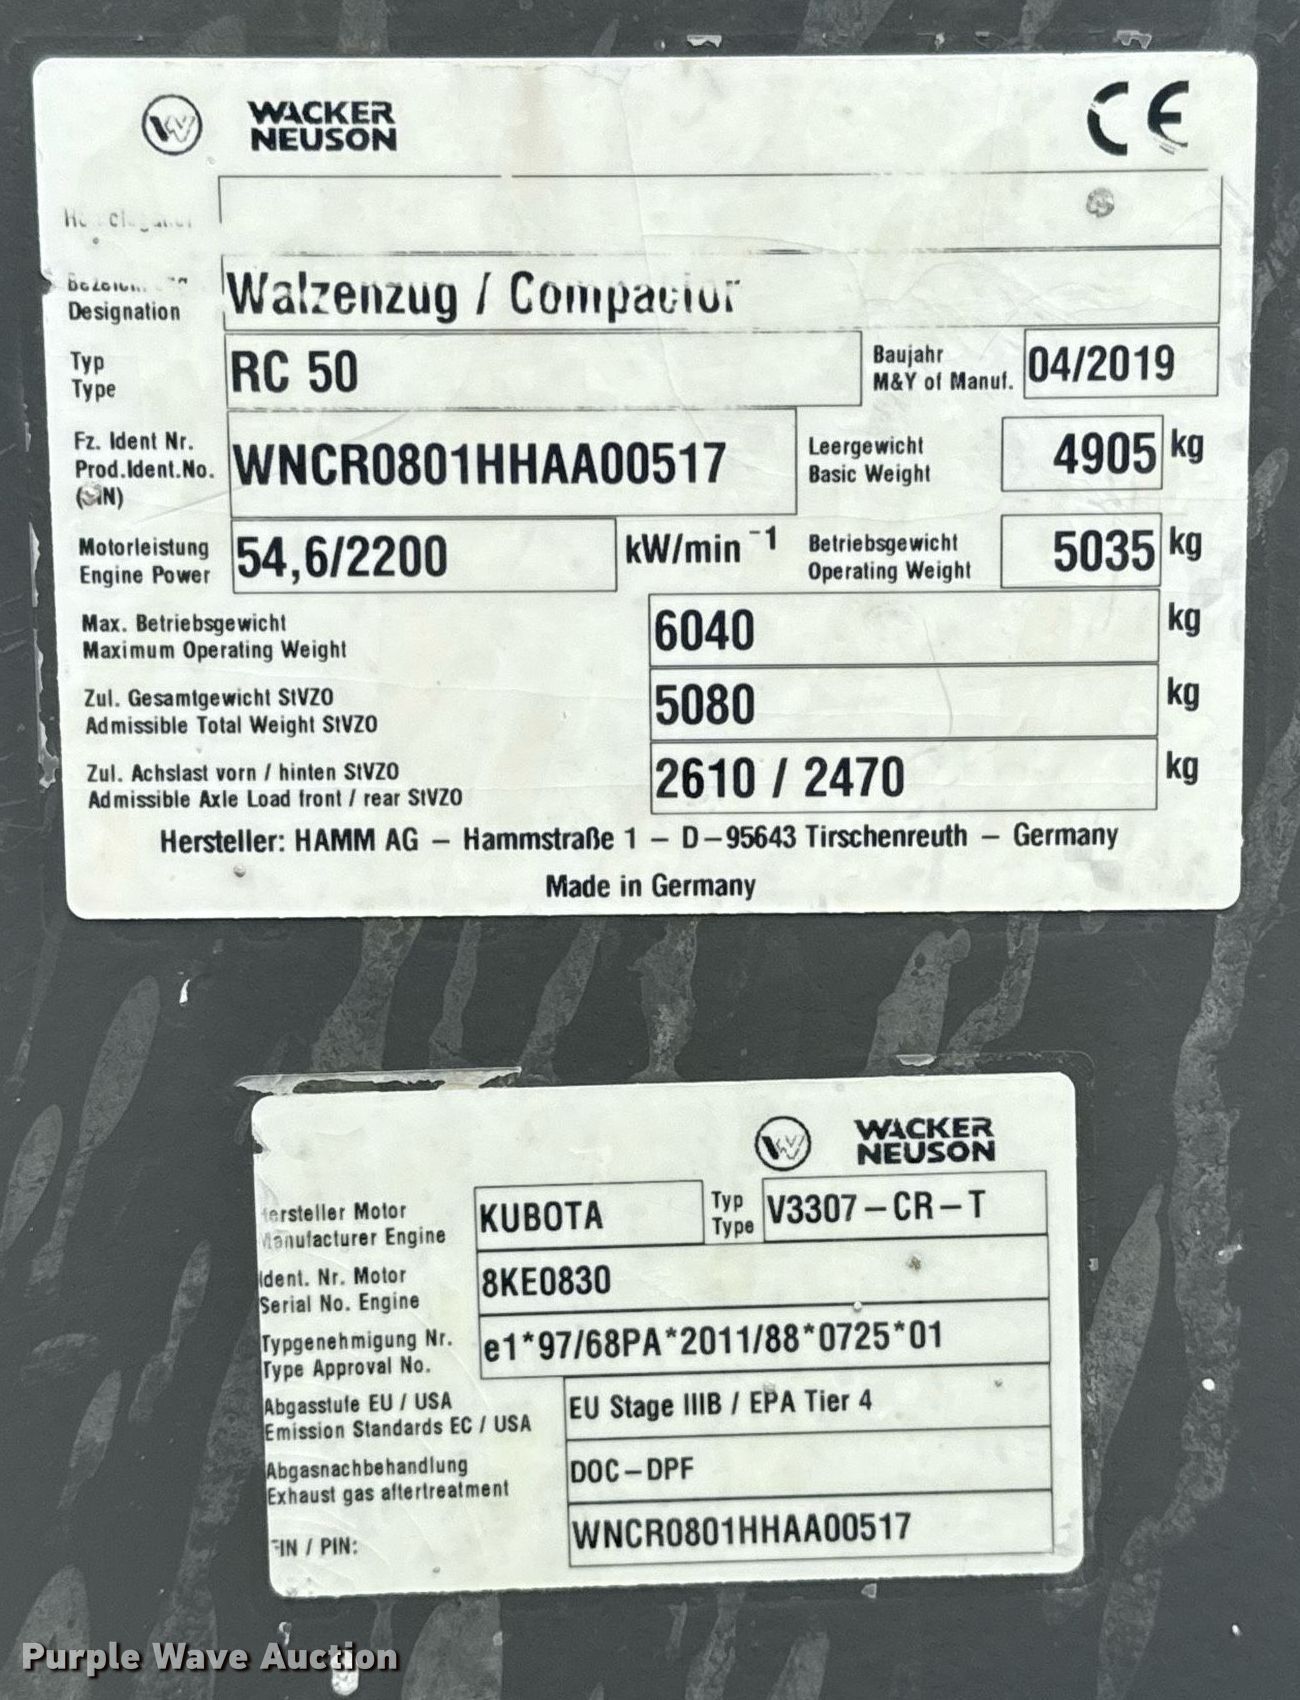 WACKER
NEUSON
CE
Designation
Walzenzug / Compactor
Typ
Type
RC 50
Baujahr
M&Y of Manuf.
04/2019
Fz. Ident Nr.
Prod.Ident.No.
WNCR0801HHAA00517
Leergewicht
Basic Weight
4905 kg
Motorleistung
Engine Power
54,6/2200
kW/min⁻¹
Betriebsgewicht
Operating Weight
5035 kg
Max. Betriebsgewicht
Maximum Operating Weight
6040 kg
Zul. Gesamtgewicht StVZO
Admissible Total Weight StVZO
5080 kg
Zul. Achslast vorn / hinten StVZO
Admissible Axle Load front / rear StVZO
2610 / 2470 kg
Hersteller: HAMM AG – Hammstraße 1 – D–95643 Tirschenreuth – Germany
Made in Germany
WACKER
NEUSON
Hersteller Motor
Manufacturer Engine
KUBOTA
Typ
Type
V3307–CR–T
Ident. Nr. Motor
Serial No. Engine
8KE0830
Typgenehmigung Nr.
Type Approval No.
e1*97/68PA*2011/88*0725*01
Abgasstufe EU / USA
Emission Standards EC / USA
EU Stage IIIB / EPA Tier 4
Abgasnachbehandlung
Exhaust gas aftertreatment
DOC–DPF
FIN / PIN:
WNCR0801HHAA00517
Purple Wave Auction